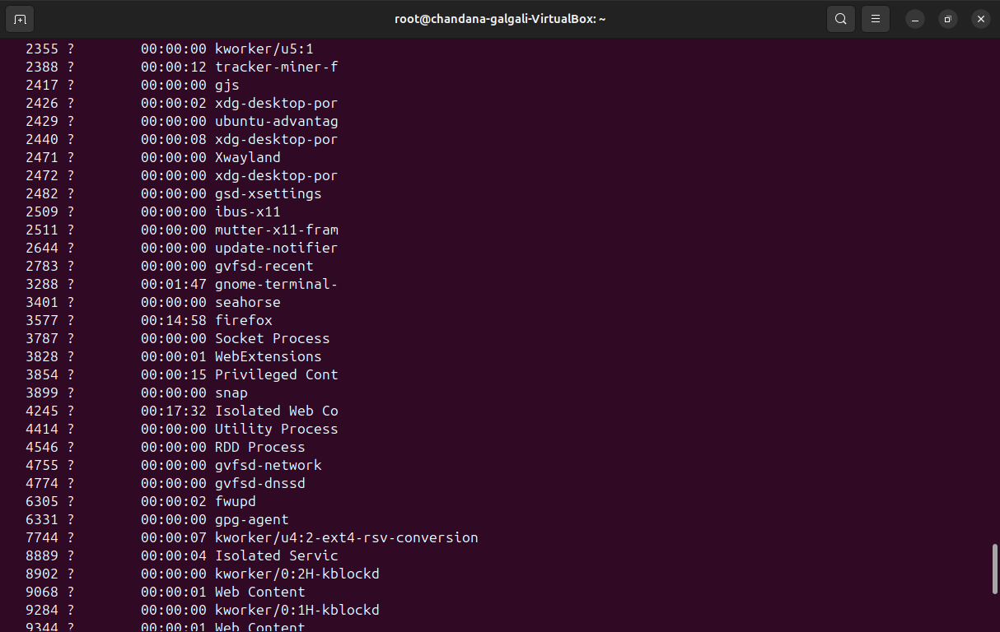 root@chandana-galgali-VirtualBox: ~
2355 ? 00:00:00 kworker/u5:1
2388 ? 00:00:12 tracker-miner-f
2417 ? 00:00:00 gjs
2426 ? 00:00:02 xdg-desktop-por
2429 ? 00:00:00 ubuntu-advantag
2440 ? 00:00:08 xdg-desktop-por
2471 ? 00:00:00 Xwayland
2472 ? 00:00:00 xdg-desktop-por
2482 ? 00:00:00 gsd-xsettings
2509 ? 00:00:00 ibus-x11
2511 ? 00:00:00 mutter-x11-fram
2644 ? 00:00:00 update-notifier
2783 ? 00:00:00 gvfsd-recent
3288 ? 00:01:47 gnome-terminal-
3401 ? 00:00:00 seahorse
3577 ? 00:14:58 firefox
3787 ? 00:00:00 Socket Process
3828 ? 00:00:01 WebExtensions
3854 ? 00:00:15 Privileged Cont
3899 ? 00:00:00 snap
4245 ? 00:17:32 Isolated Web Co
4414 ? 00:00:00 Utility Process
4546 ? 00:00:00 RDD Process
4755 ? 00:00:00 gvfsd-network
4774 ? 00:00:00 gvfsd-dnssd
6305 ? 00:00:02 fwupd
6331 ? 00:00:00 gpg-agent
7744 ? 00:00:07 kworker/u4:2-ext4-rsv-conversion
8889 ? 00:00:04 Isolated Servic
8902 ? 00:00:00 kworker/0:2H-kblockd
9068 ? 00:00:01 Web Content
9284 ? 00:00:00 kworker/0:1H-kblockd
9344 ? 00:00:01 Web Content